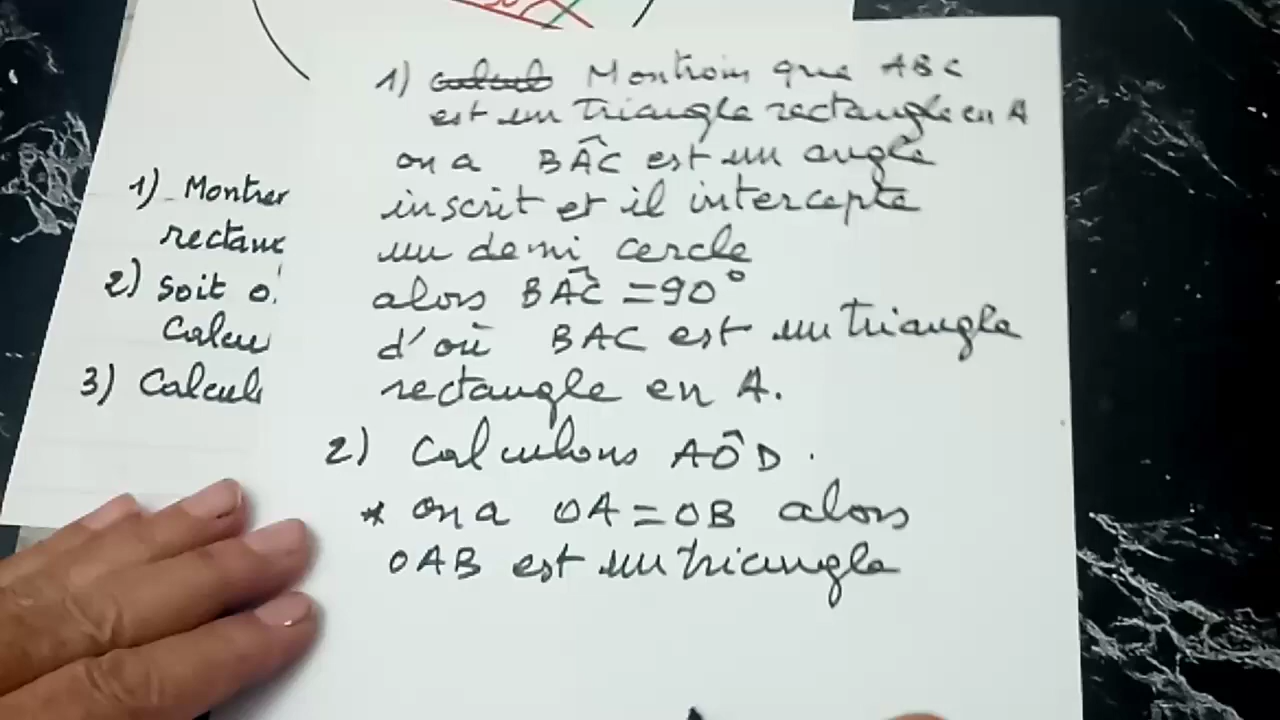 1) Montrer
rectang
2) Soit o
Calcu
3) Calcul
1) calcul Montrons que ABC
est un triangle rectangle en A
on a BÂC est un angle
inscrit et il intercepte
un demi cercle
alors BÂC = 90°
d'où BAC est un triangle
rectangle en A.
2) Calculons AÔD.
* on a OA = OB alors
OAB est un triangle